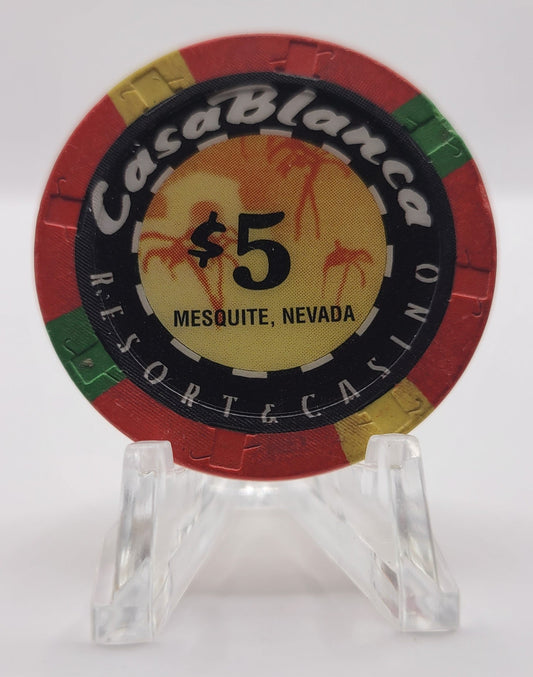 CasaBlanca
$5
MESQUITE, NEVADA
RESORT & CASINO